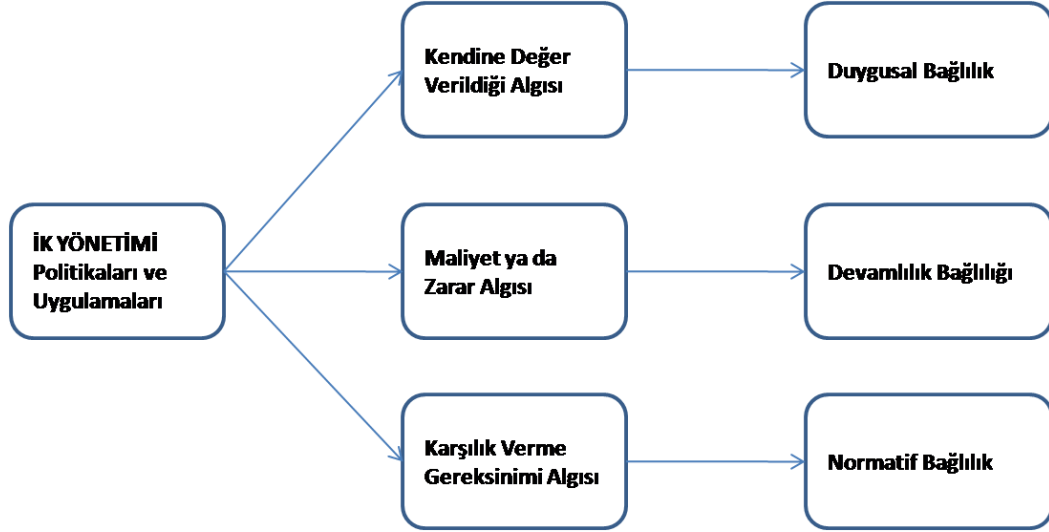 Kendine Değer
Verildiği Algısı
Duygusal Bağlılık
İK YÖNETİMİ
Politikaları ve
Uygulamaları
Maliyet ya da
Zarar Algısı
Devamlılık Bağlılığı
Karşılık Verme
Gereksinimi Algısı
Normatif Bağlılık